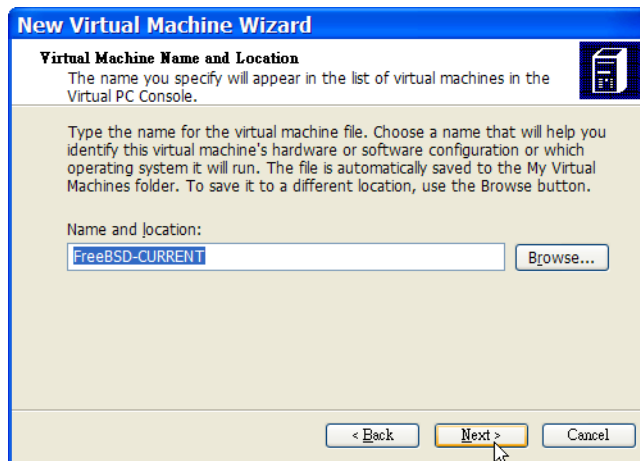 New Virtual Machine Wizard
Virtual Machine Name and Location
The name you specify will appear in the list of virtual machines in the
Virtual PC Console.
Type the name for the virtual machine file. Choose a name that will help you
identify this virtual machine's hardware or software configuration or which
operating system it will run. The file is automatically saved to the My Virtual
Machines folder. To save it to a different location, use the Browse button.
Name and location:
FreeBSD-CURRENT
Browse...
< Back
Next >
Cancel